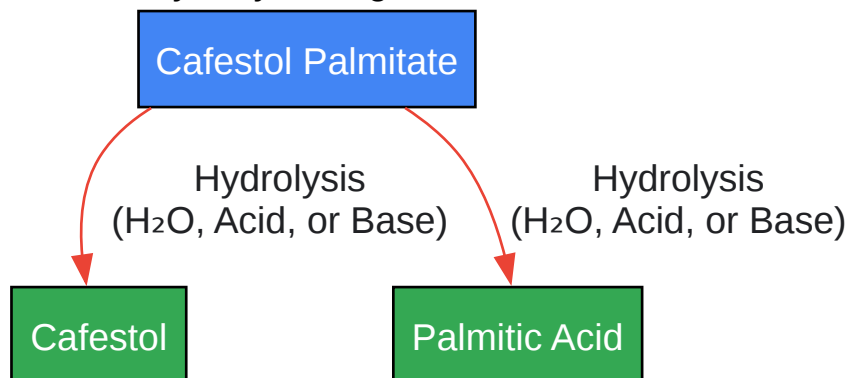 Cafestol Palmitate
Hydrolysis
(H₂O, Acid, or Base)
Hydrolysis
(H₂O, Acid, or Base)
Cafestol
Palmitic Acid